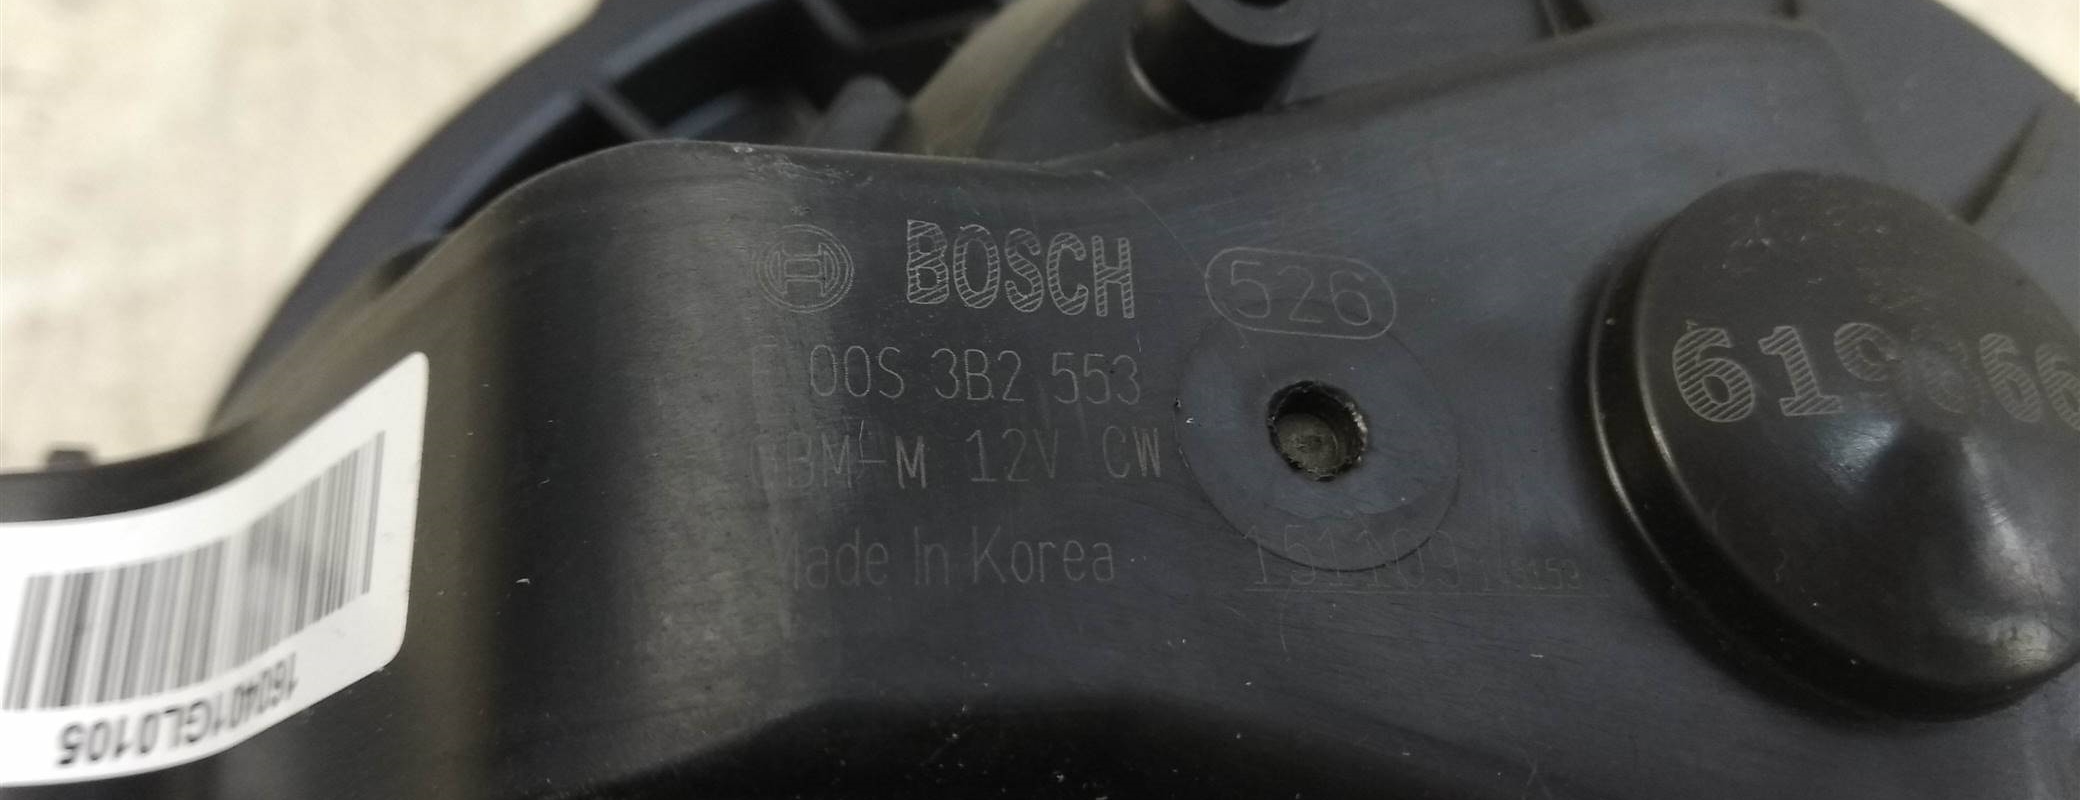 BOSCH 526
00S 3B2 553
12V CW
Made In Korea
160401GL0105